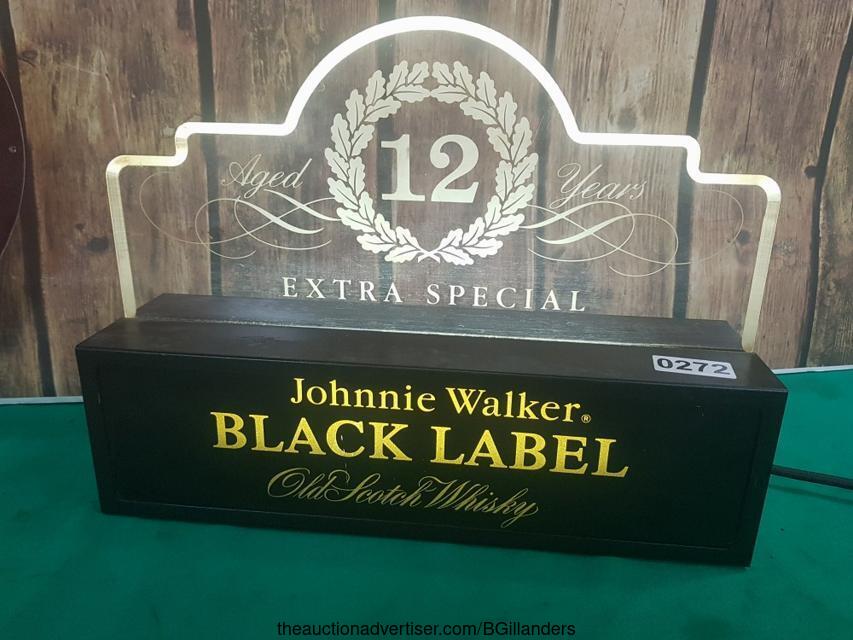 12
Aged Years
EXTRA SPECIAL
0272
Johnnie Walker®
BLACK LABEL
Old Scotch Whisky
theauctionadvertiser.com/BGillanders